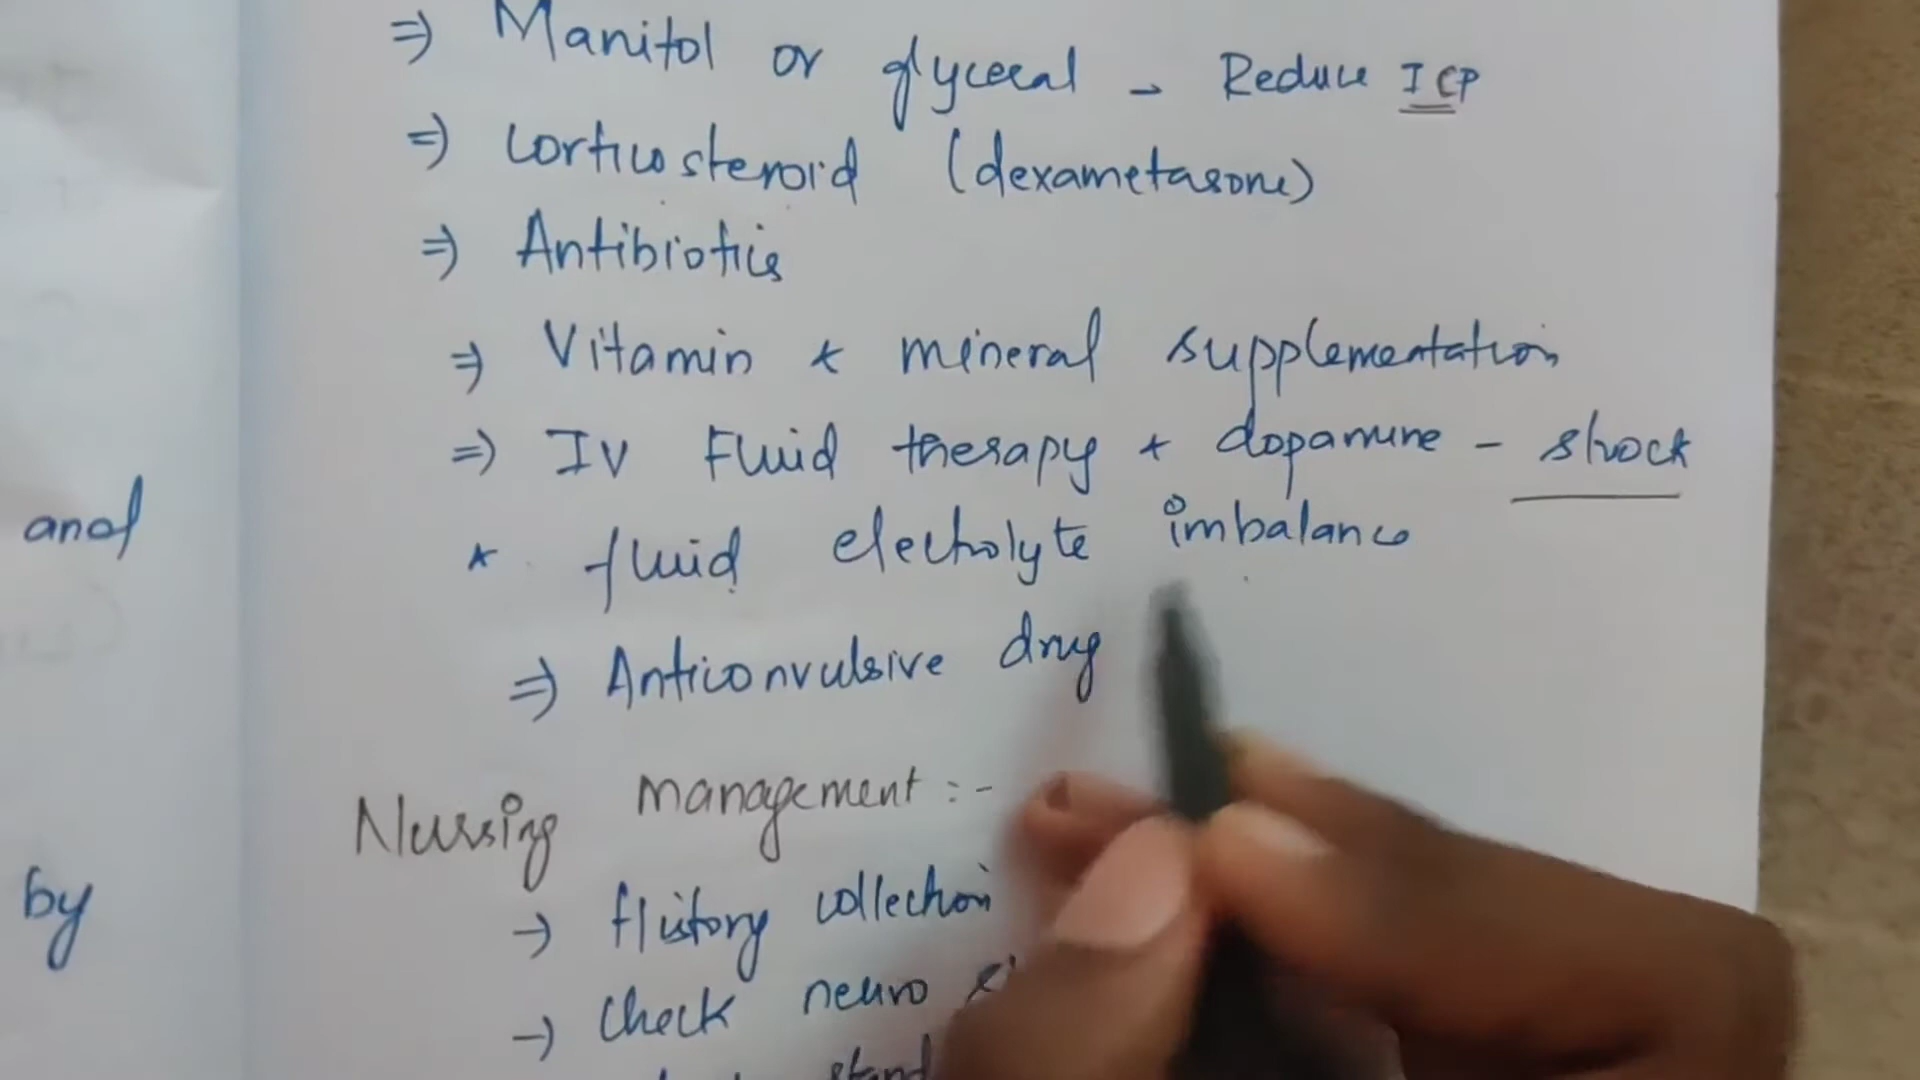 and
by
⇒ Manitol or glyceral - Reduce ICP
⇒ Corticosteroid (dexametasone)
⇒ Antibiotics
⇒ Vitamin & mineral supplementation
⇒ IV Fluid therapy & dopamine - shock
* fluid electrolyte imbalance
⇒ Anticonvulsive drug
Nursing management :-
→ History collection
→ Check neuro
stand